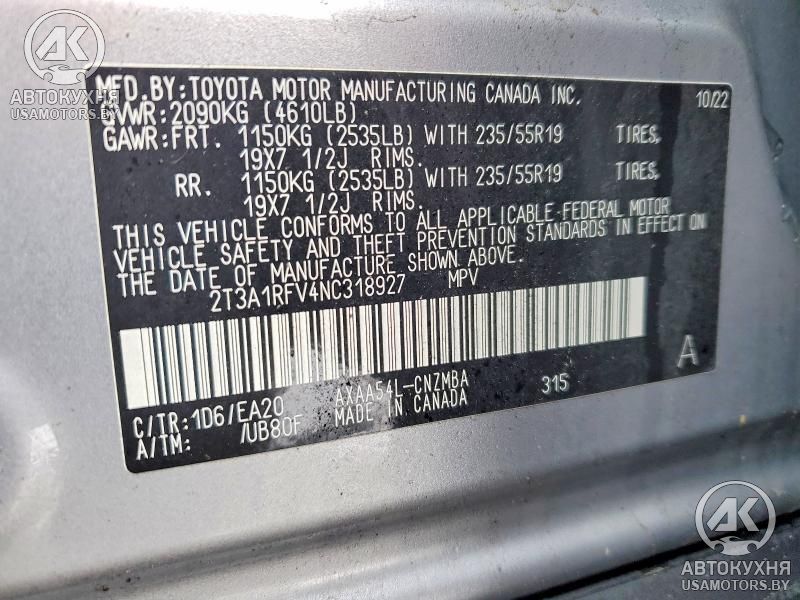 AK
АВТОКУХНЯ
USAMOTORS.BY
MFD.BY:TOYOTA MOTOR MANUFACTURING CANADA INC. 10/22
GVWR:2090KG (4610LB)
GAWR:FRT. 1150KG (2535LB) WITH 235/55R19 TIRES,
19X7 1/2J RIMS.
RR. 1150KG (2535LB) WITH 235/55R19 TIRES,
19X7 1/2J RIMS.
THIS VEHICLE CONFORMS TO ALL APPLICABLE FEDERAL MOTOR
VEHICLE SAFETY AND THEFT PREVENTION STANDARDS IN EFFECT ON
THE DATE OF MANUFACTURE SHOWN ABOVE.
2T3A1RFV4NC318927 MPV
A
C/TR:1D6/EA20 AXAA54L-CNZMBA 315
A/TM: /UB80F MADE IN CANADA
AK
АВТОКУХНЯ
USAMOTORS.BY